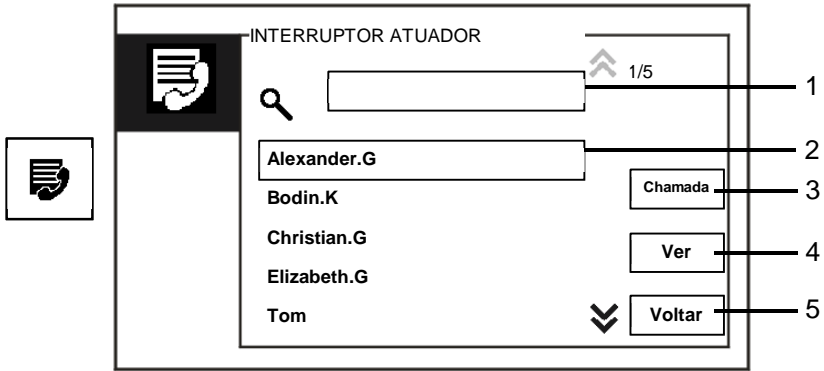 INTERRUPTOR ATUADOR
1/5
1
Alexander.G
2
Bodin.K
Chamada
3
Christian.G
Ver
4
Elizabeth.G
Tom
Voltar
5